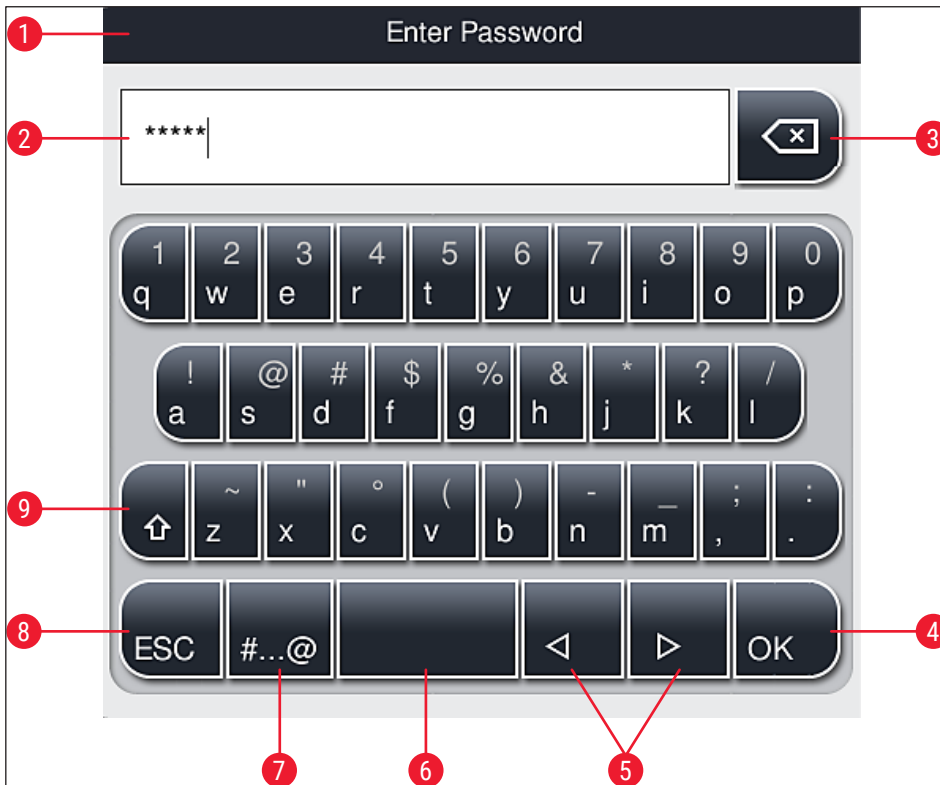 1 Enter Password
2 ***** 3
1 2 3 4 5 6 7 8 9 0
q w e r t y u i o p
! @ # $ % & * ? /
a s d f g h j k l
9 ~ " ° ( ) - _ ; :
z x c v b n m , .
8 ESC #...@ OK 4
7 6 5